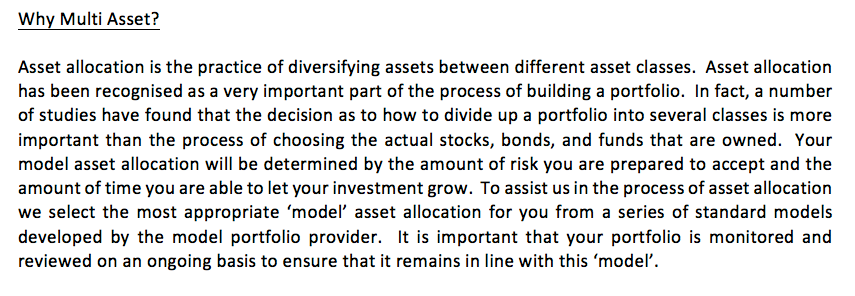 Why Multi Asset?
Asset allocation is the practice of diversifying assets between different asset classes.  Asset allocation
has been recognised as a very important part of the process of building a portfolio.  In fact, a number
of studies have found that the decision as to how to divide up a portfolio into several classes is more
important than the process of choosing the actual stocks, bonds, and funds that are owned.  Your
model asset allocation will be determined by the amount of risk you are prepared to accept and the
amount of time you are able to let your investment grow.  To assist us in the process of asset allocation
we select the most appropriate ‘model’ asset allocation for you from a series of standard models
developed by the model portfolio provider.  It is important that your portfolio is monitored and
reviewed on an ongoing basis to ensure that it remains in line with this ‘model’.